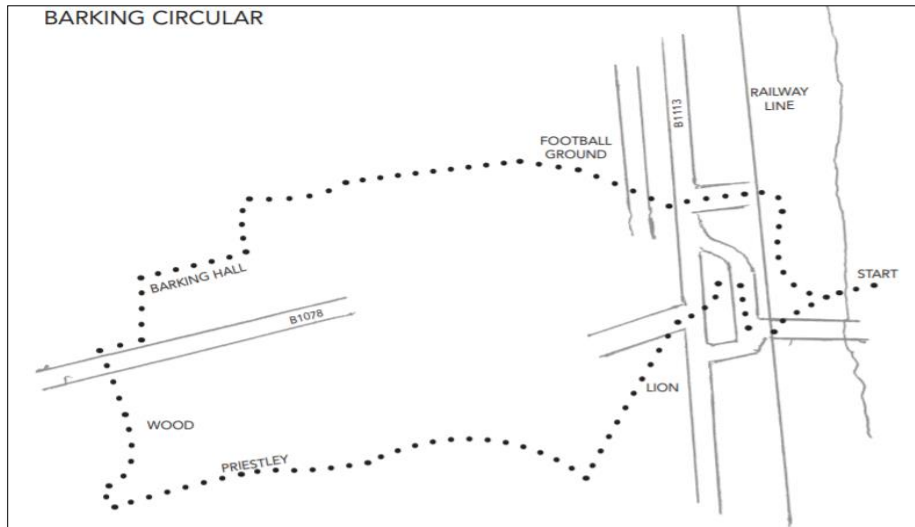 BARKING CIRCULAR
FOOTBALL
GROUND
B1113
RAILWAY
LINE
BARKING HALL
START
B1078
LION
WOOD
PRIESTLEY